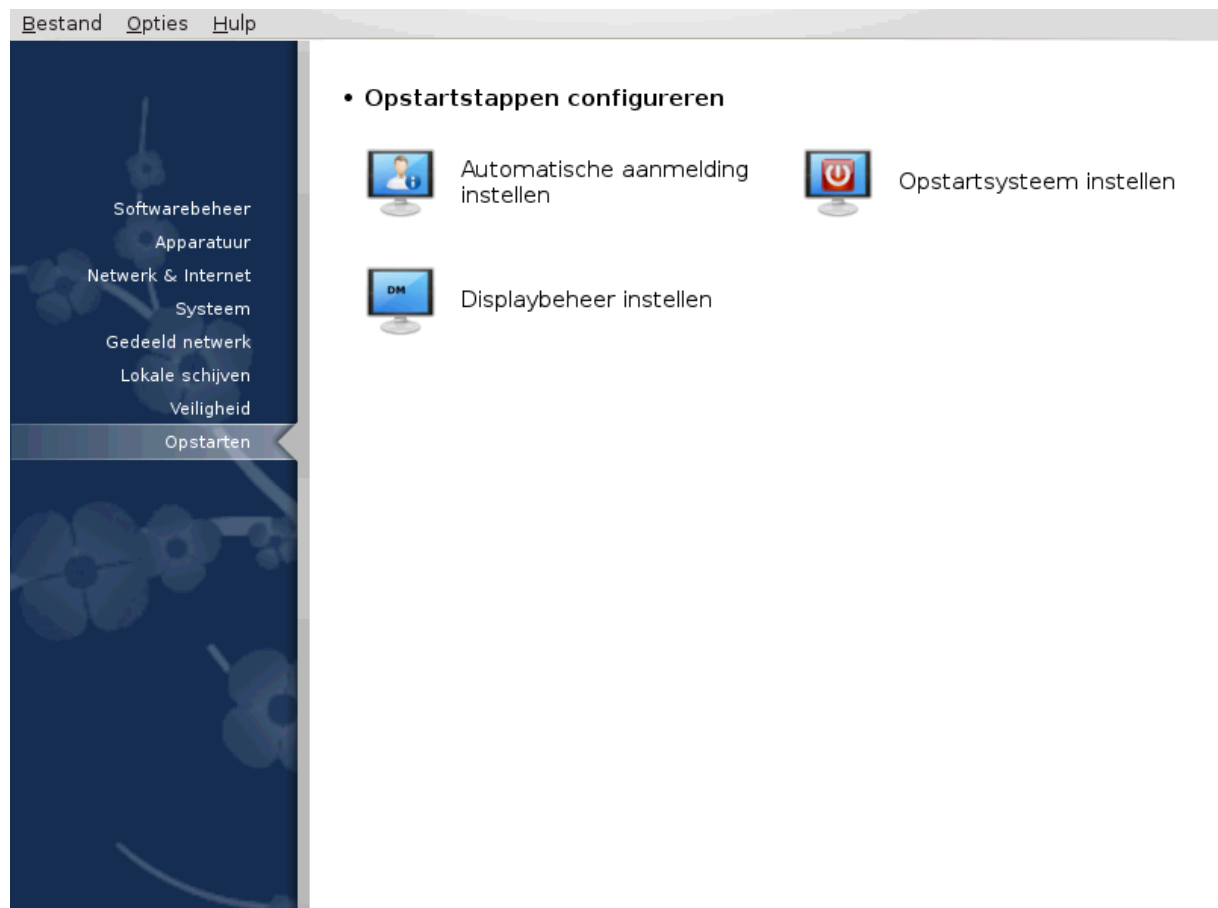 Bestand Opties Hulp
Softwarebeheer
Apparatuur
Netwerk & Internet
Systeem
Gedeeld netwerk
Lokale schijven
Veiligheid
Opstarten
• Opstartstappen configureren
Automatische aanmelding
instellen
Opstartsysteem instellen
DM
Displaybeheer instellen